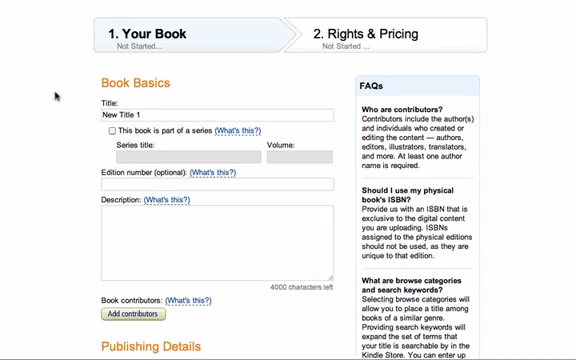 1. Your Book
Not Started...
2. Rights & Pricing
Not Started ...
Book Basics
Title:
New Title 1
This book is part of a series (What's this?)
Series title:
Volume:
Edition number (optional): (What's this?)
Description: (What's this?)
4000 characters left
Book contributors: (What's this?)
Add contributors
Publishing Details
FAQs
Who are contributors?
Contributors include the author(s)
and individuals who created or
editing the content — authors,
editors, illustrators, translators,
and more. At least one author
name is required.
Should I use my physical
book's ISBN?
Provide us with an ISBN that is
exclusive to the digital content
you are uploading. ISBNs
assigned to the physical editions
should not be used, as they are
unique to that edition.
What are browse categories
and search keywords?
Selecting browse categories will
allow you to place a title among
books of a similar genre.
Providing search keywords will
expand the set of terms that
your title is searchable by in the
Kindle Store. You can enter up